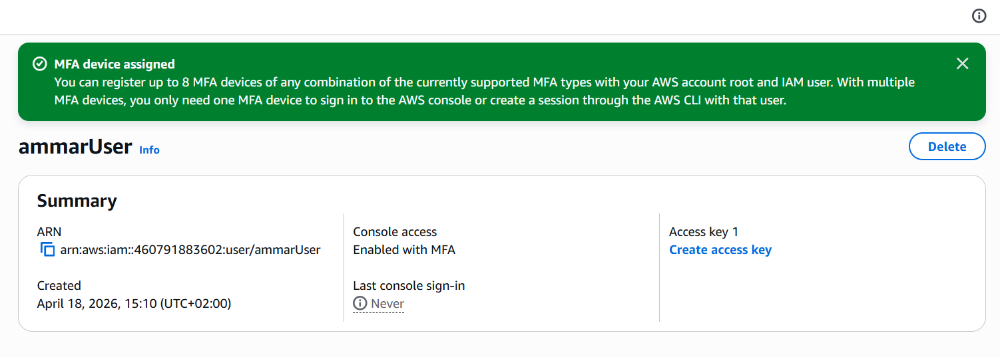 MFA device assigned
You can register up to 8 MFA devices of any combination of the currently supported MFA types with your AWS account root and IAM user. With multiple
MFA devices, you only need one MFA device to sign in to the AWS console or create a session through the AWS CLI with that user.
ammarUser Info
Delete
Summary
ARN
arn:aws:iam::460791883602:user/ammarUser
Created
April 18, 2026, 15:10 (UTC+02:00)
Console access
Enabled with MFA
Last console sign-in
Never
Access key 1
Create access key